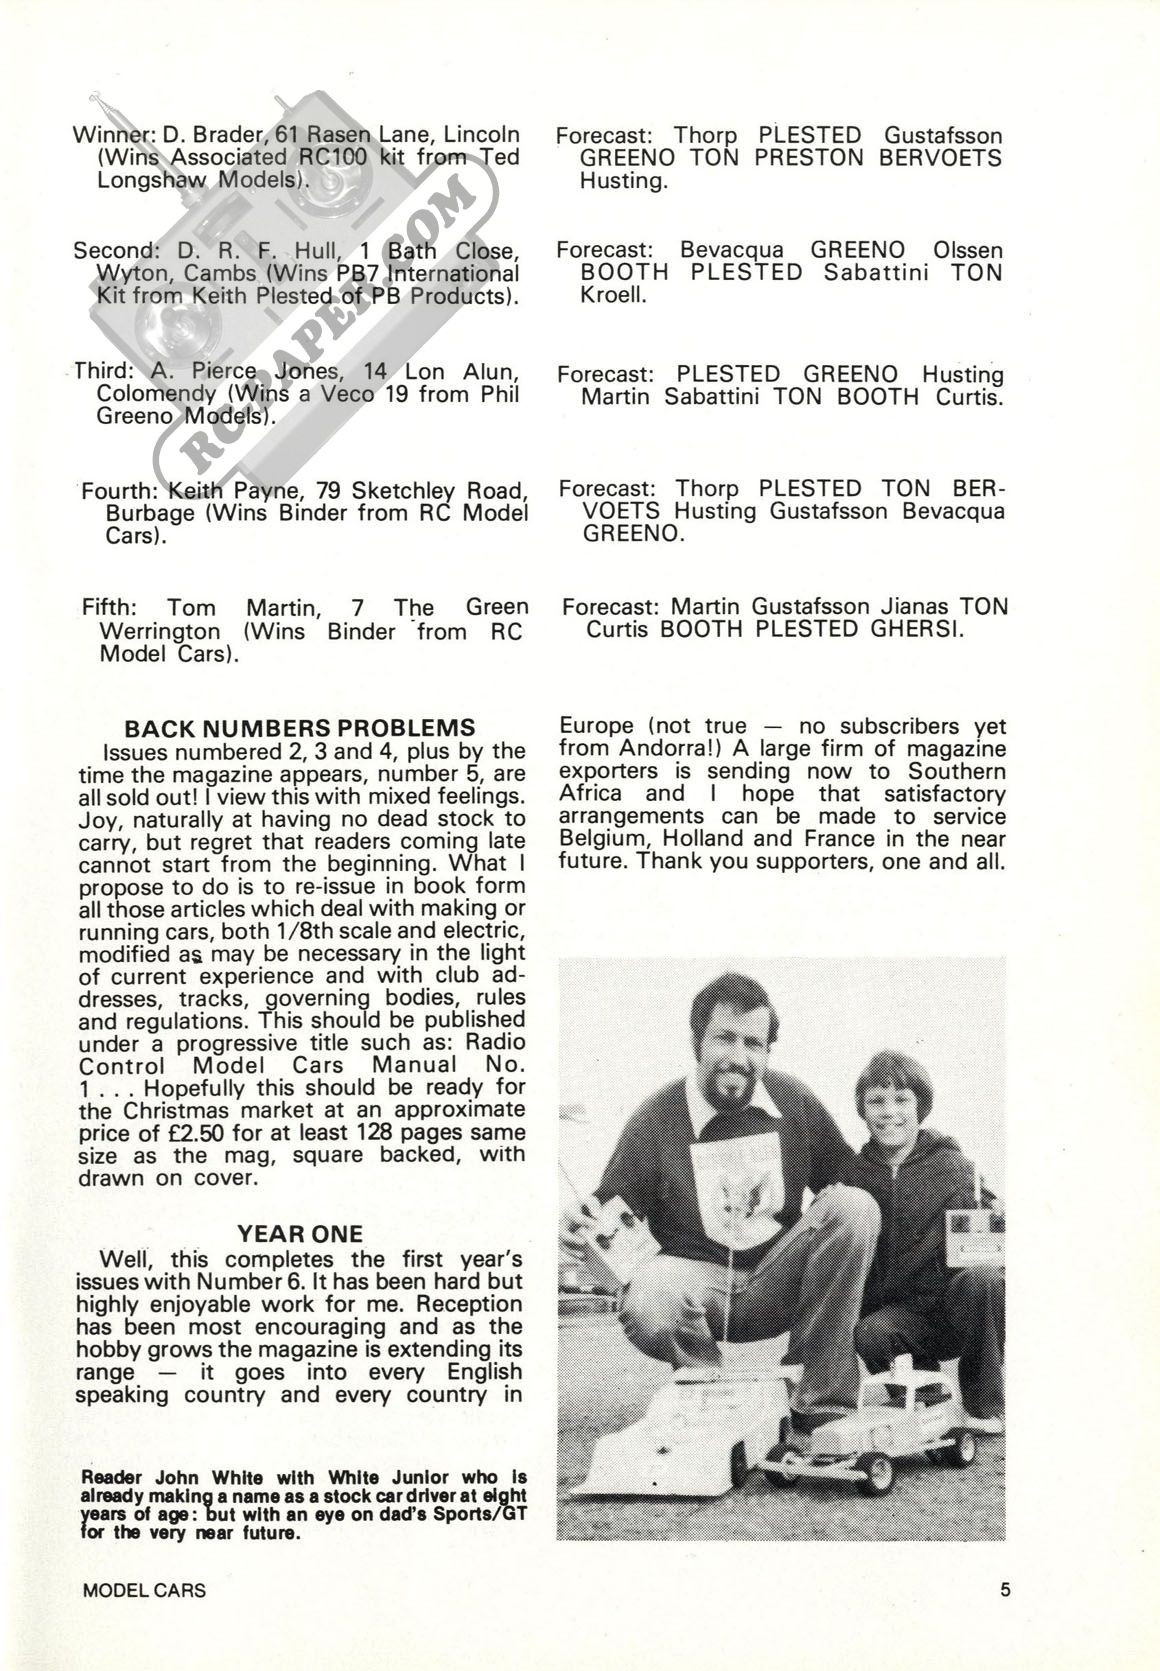 Winner: D. Brader, 61 Rasen Lane, Lincoln
(Wins Associated RC100 kit from Ted
Longshaw Models).
Forecast: Thorp PLESTED Gustafsson
GREENO TON PRESTON BERVOETS
Husting.
Second: D. R. F. Hull, 1 Bath Close,
Wyton, Cambs (Wins PB7 International
Kit from Keith Plested of PB Products).
Forecast: Bevacqua GREENO Olssen
BOOTH PLESTED Sabattini TON
Kroell.
Third: A. Pierce Jones, 14 Lon Alun,
Colomendy (Wins a Veco 19 from Phil
Greeno Models).
Forecast: PLESTED GREENO Husting
Martin Sabattini TON BOOTH Curtis.
Fourth: Keith Payne, 79 Sketchley Road,
Burbage (Wins Binder from RC Model
Cars).
Forecast: Thorp PLESTED TON BER-
VOETS Husting Gustafsson Bevacqua
GREENO.
Fifth: Tom Martin, 7 The Green
Werrington (Wins Binder from RC
Model Cars).
Forecast: Martin Gustafsson Jianas TON
Curtis BOOTH PLESTED GHERSI.
RC-PAPER.COM
BACK NUMBERS PROBLEMS
Issues numbered 2, 3 and 4, plus by the
time the magazine appears, number 5, are
all sold out! I view this with mixed feelings.
Joy, naturally at having no dead stock to
carry, but regret that readers coming late
cannot start from the beginning. What I
propose to do is to re-issue in book form
all those articles which deal with making or
running cars, both 1/8th scale and electric,
modified as may be necessary in the light
of current experience and with club ad-
dresses, tracks, governing bodies, rules
and regulations. This should be published
under a progressive title such as: Radio
Control Model Cars Manual No.
1 . . . Hopefully this should be ready for
the Christmas market at an approximate
price of £2.50 for at least 128 pages same
size as the mag, square backed, with
drawn on cover.
YEAR ONE
Well, this completes the first year's
issues with Number 6. It has been hard but
highly enjoyable work for me. Reception
has been most encouraging and as the
hobby grows the magazine is extending its
range — it goes into every English
speaking country and every country in
Europe (not true — no subscribers yet
from Andorra!) A large firm of magazine
exporters is sending now to Southern
Africa and I hope that satisfactory
arrangements can be made to service
Belgium, Holland and France in the near
future. Thank you supporters, one and all.
Reader John White with White Junior who is
already making a name as a stock car driver at eight
years of age: but with an eye on dad's Sports/GT
for the very near future.
MODEL CARS
5